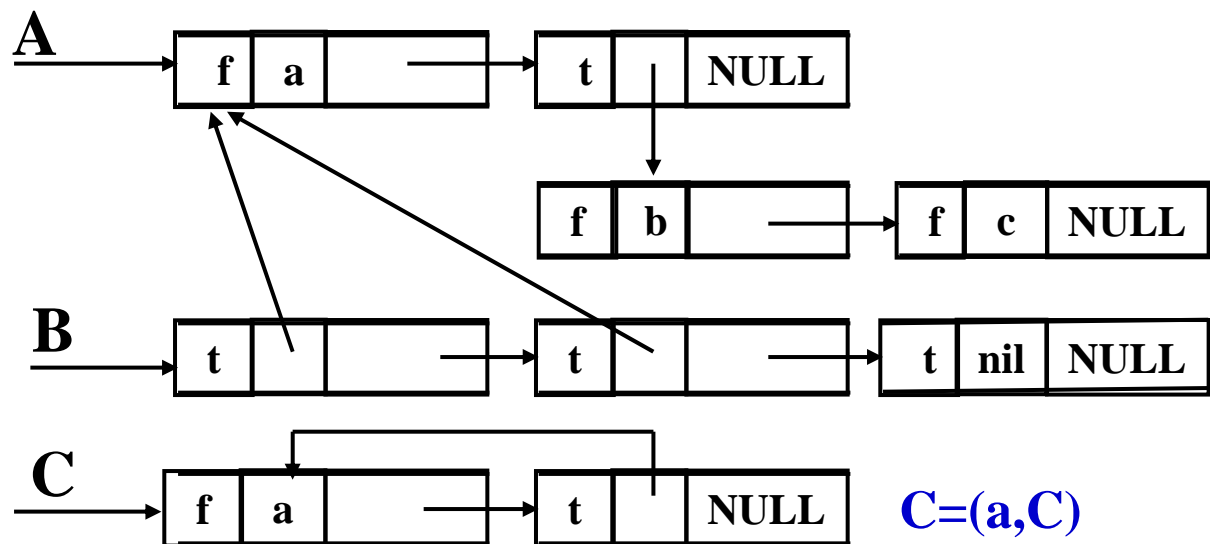 A
f a t NULL
f b f c NULL
B
t t t nil NULL
C
f a t NULL C=(a,C)